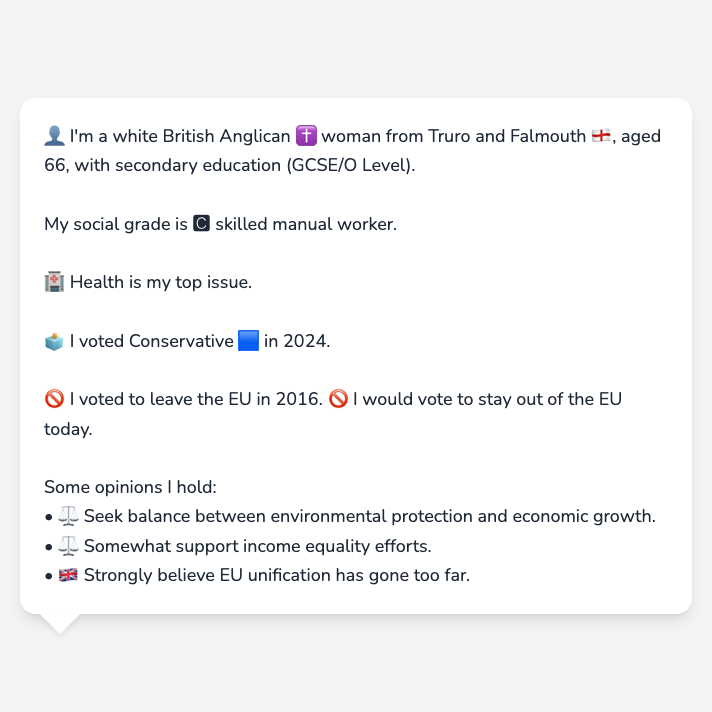 👤 I'm a white British Anglican ✝️ woman from Truro and Falmouth 🏴󠁧󠁢󠁥󠁮󠁧󠁿, aged
66, with secondary education (GCSE/O Level).
My social grade is 🅲 skilled manual worker.
🏥 Health is my top issue.
🗳️ I voted Conservative 🟦 in 2024.
🚫 I voted to leave the EU in 2016. 🚫 I would vote to stay out of the EU
today.
Some opinions I hold:
• ⚖️ Seek balance between environmental protection and economic growth.
• ⚖️ Somewhat support income equality efforts.
• 🇬🇧 Strongly believe EU unification has gone too far.